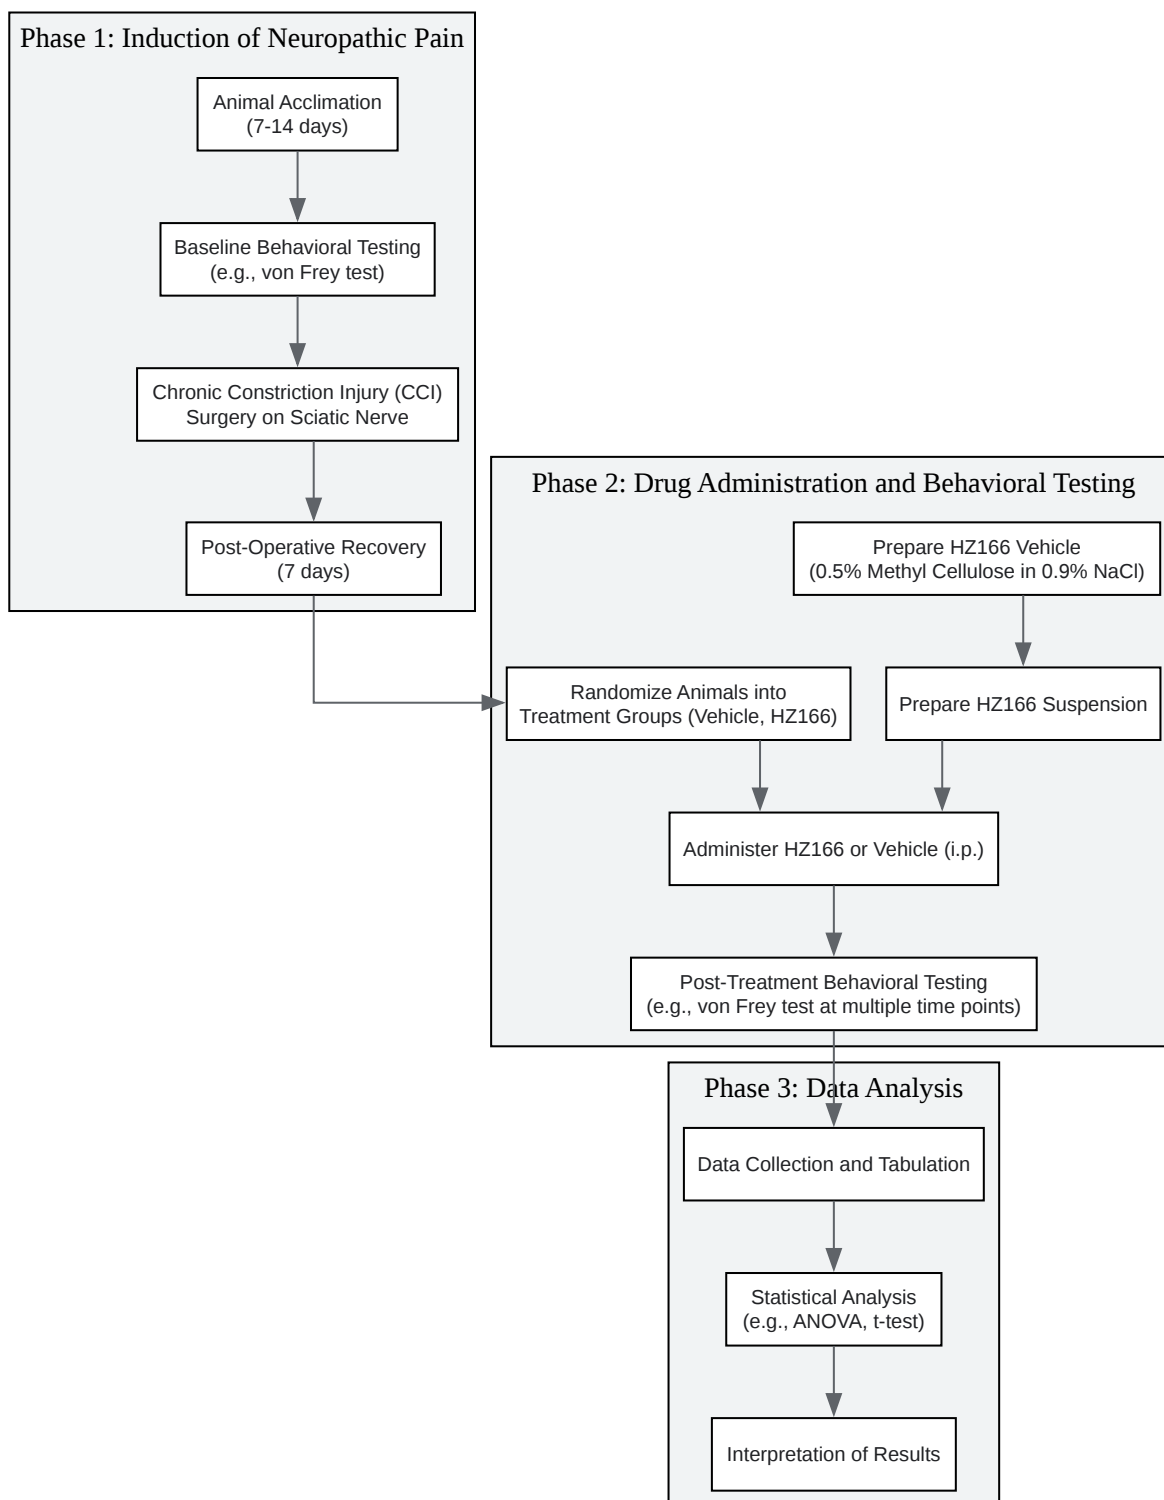 Phase 1: Induction of Neuropathic Pain
Animal Acclimation
(7-14 days)
Baseline Behavioral Testing
(e.g., von Frey test)
Chronic Constriction Injury (CCI)
Surgery on Sciatic Nerve
Post-Operative Recovery
(7 days)
Phase 2: Drug Administration and Behavioral Testing
Prepare HZ166 Vehicle
(0.5% Methyl Cellulose in 0.9% NaCl)
Randomize Animals into
Treatment Groups (Vehicle, HZ166)
Prepare HZ166 Suspension
Administer HZ166 or Vehicle (i.p.)
Post-Treatment Behavioral Testing
(e.g., von Frey test at multiple time points)
Phase 3: Data Analysis
Data Collection and Tabulation
Statistical Analysis
(e.g., ANOVA, t-test)
Interpretation of Results